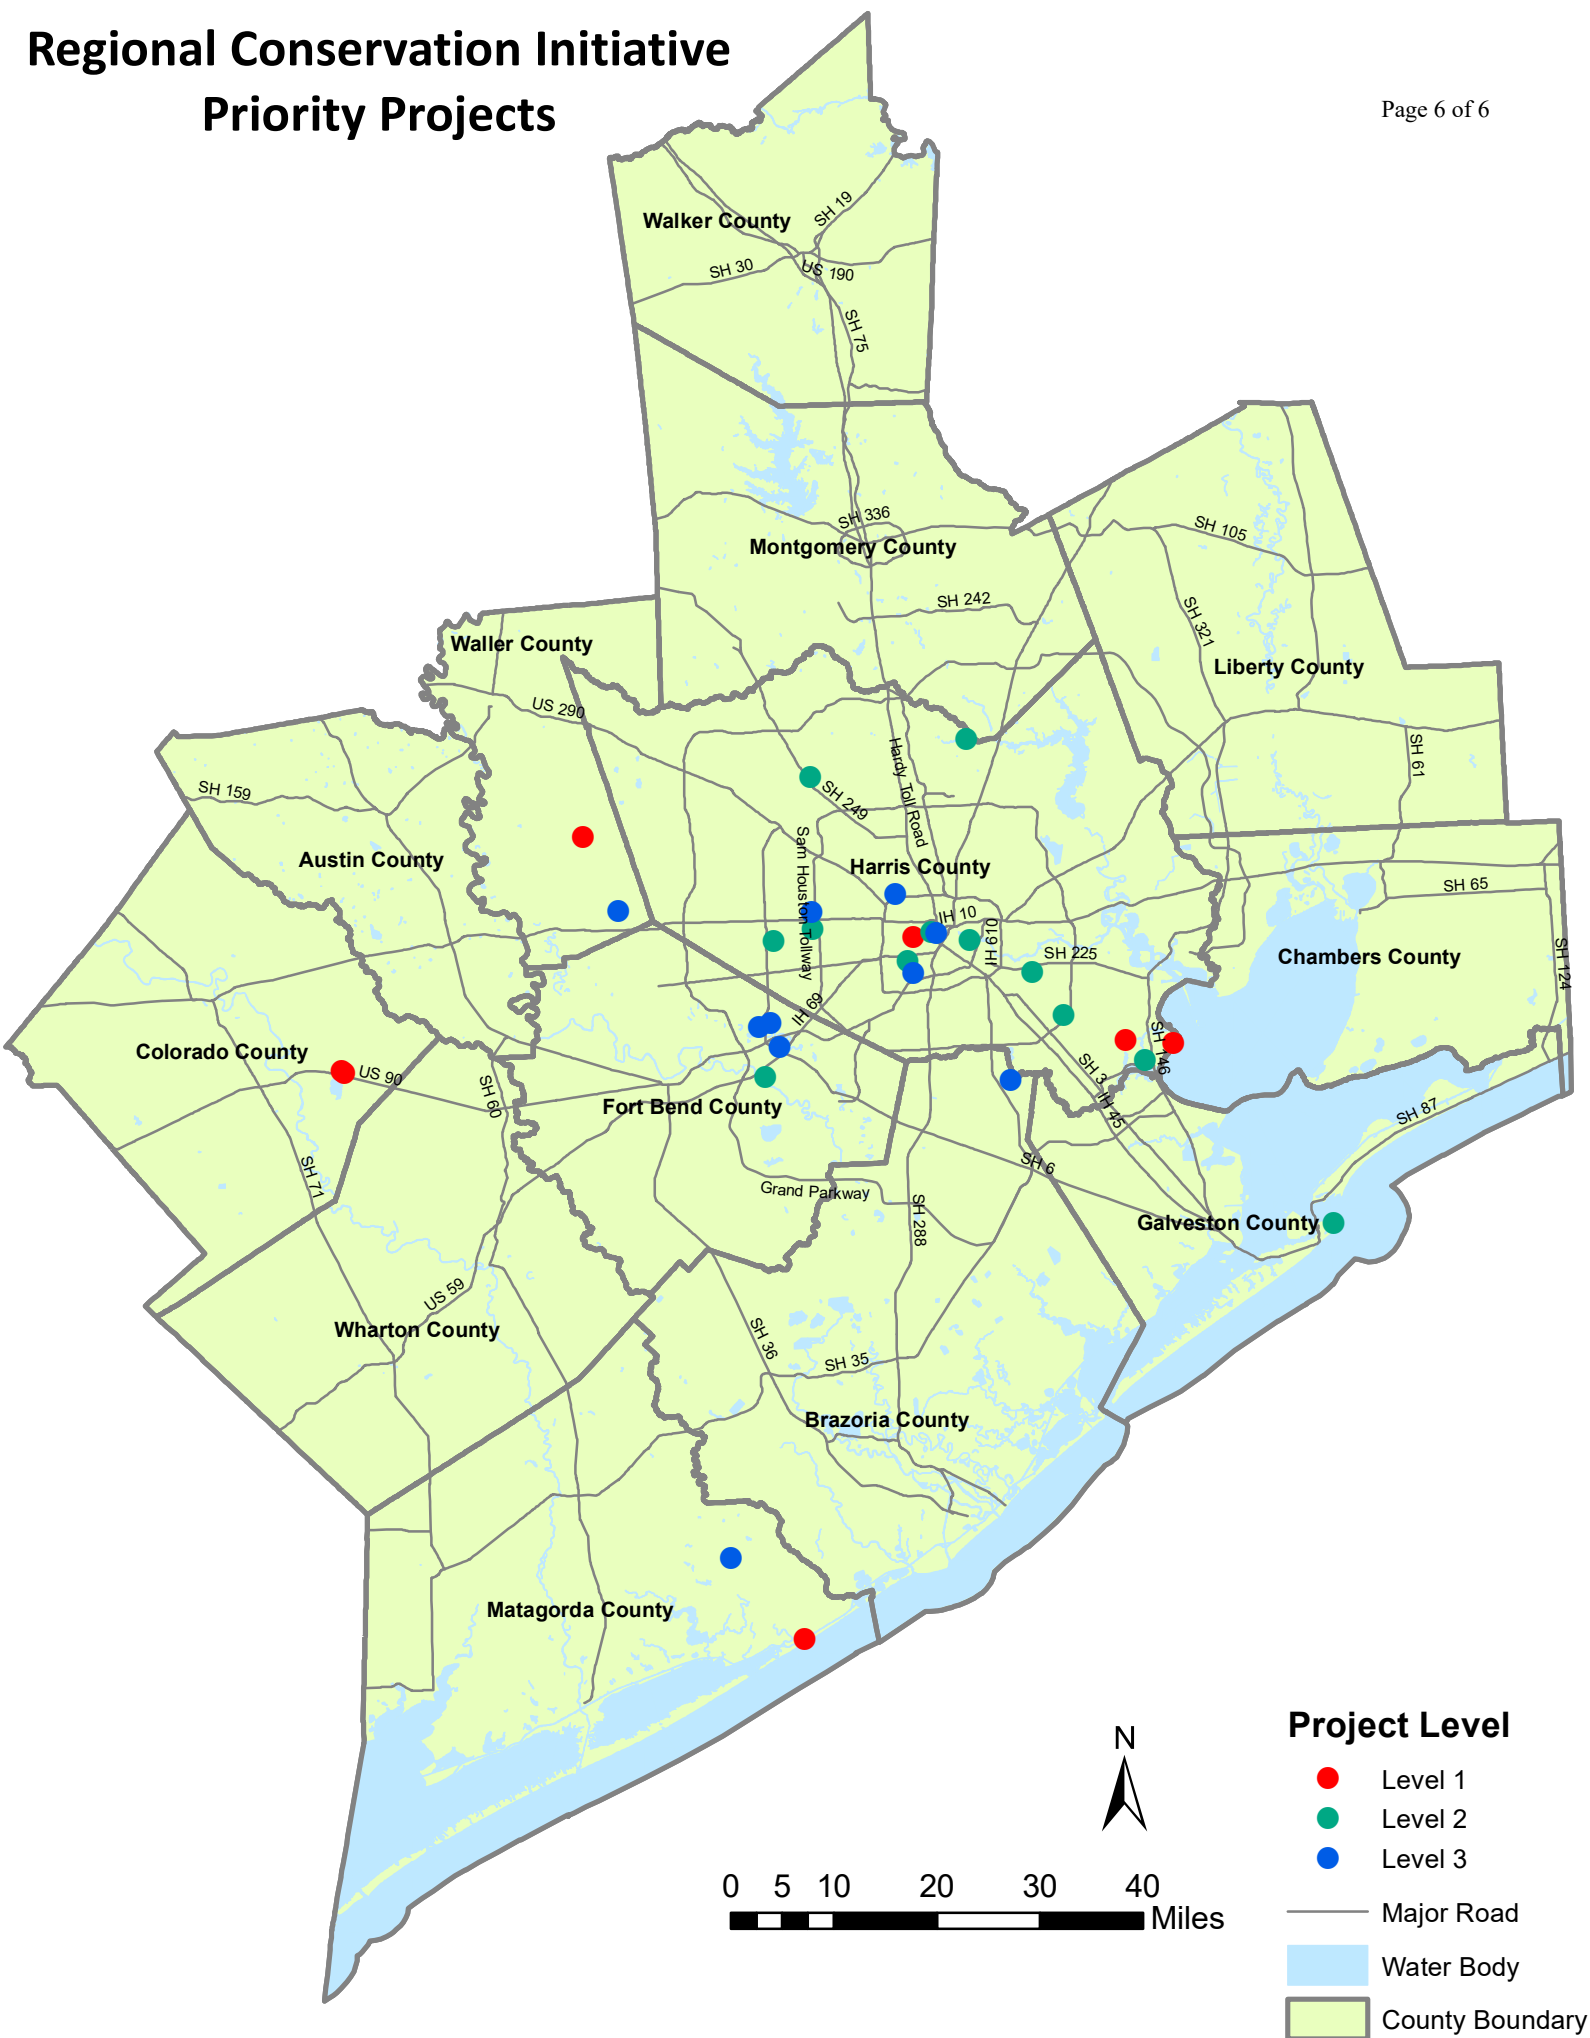 Regional Conservation Initiative
Priority Projects
Page 6 of 6
Walker County
SH 19
SH 30
US 190
SH 75
SH 336
Montgomery County
SH 105
SH 242
SH 321
Waller County
Liberty County
US 290
SH 61
Hardy Toll Road
SH 159
SH 249
Sam Houston Tollway
Austin County
Harris County
SH 65
IH 10
IH 610
SH 225
Chambers County
SH 124
IH 69
Colorado County
SH 146
US 90
SH 60
SH 3
IH 45
Fort Bend County
SH 87
SH 71
SH 6
Grand Parkway
SH 288
Galveston County
US 59
Wharton County
SH 36
SH 35
Brazoria County
Matagorda County
N
0 5 10 20 30 40
Miles
Project Level
Level 1
Level 2
Level 3
Major Road
Water Body
County Boundary